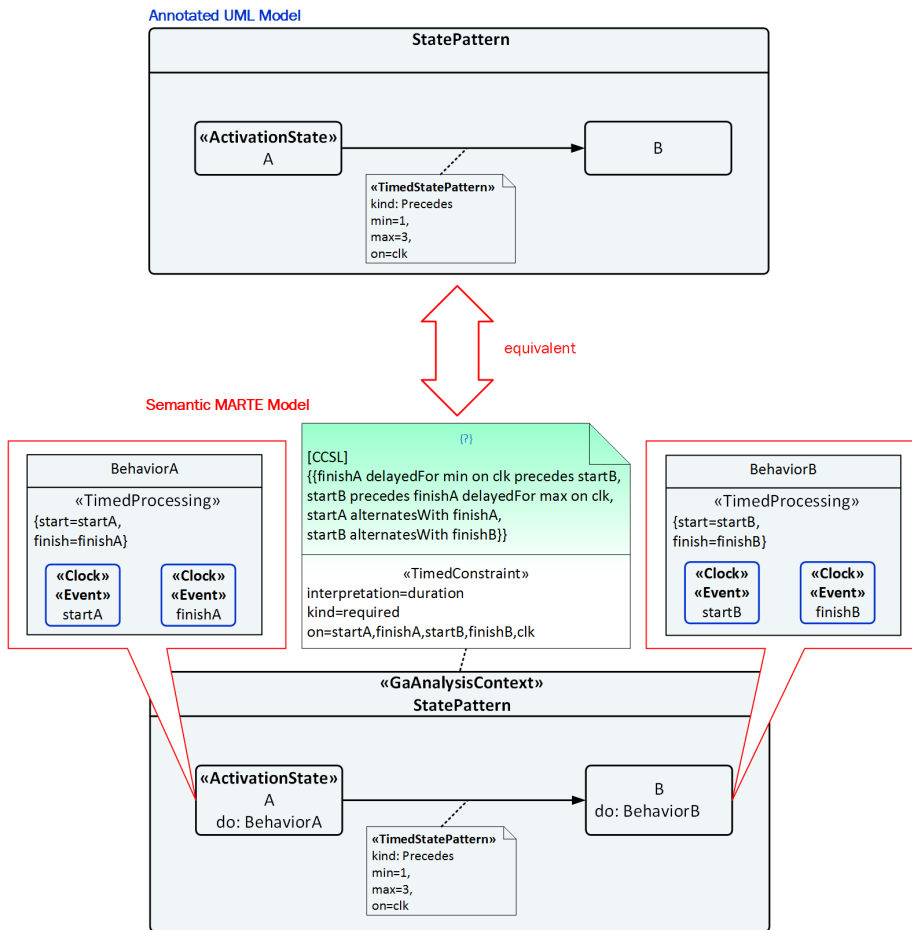 Annotated UML Model
StatePattern
«ActivationState»
A
B
«TimedStatePattern»
kind: Precedes
min=1,
max=3,
on=clk
equivalent
Semantic MARTE Model
{?}
[CCSL]
{{finishA delayedFor min on clk precedes startB,
startB precedes finishA delayedFor max on clk,
startA alternatesWith finishA,
startB alternatesWith finishB}}
«TimedConstraint»
interpretation=duration
kind=required
on=startA,finishA,startB,finishB,clk
BehaviorA
«TimedProcessing»
{start=startA,
finish=finishA}
«Clock»
«Event»
startA
«Clock»
«Event»
finishA
BehaviorB
«TimedProcessing»
{start=startB,
finish=finishB}
«Clock»
«Event»
startB
«Clock»
«Event»
finishB
«GaAnalysisContext»
StatePattern
«ActivationState»
A
do: BehaviorA
B
do: BehaviorB
«TimedStatePattern»
kind: Precedes
min=1,
max=3,
on=clk